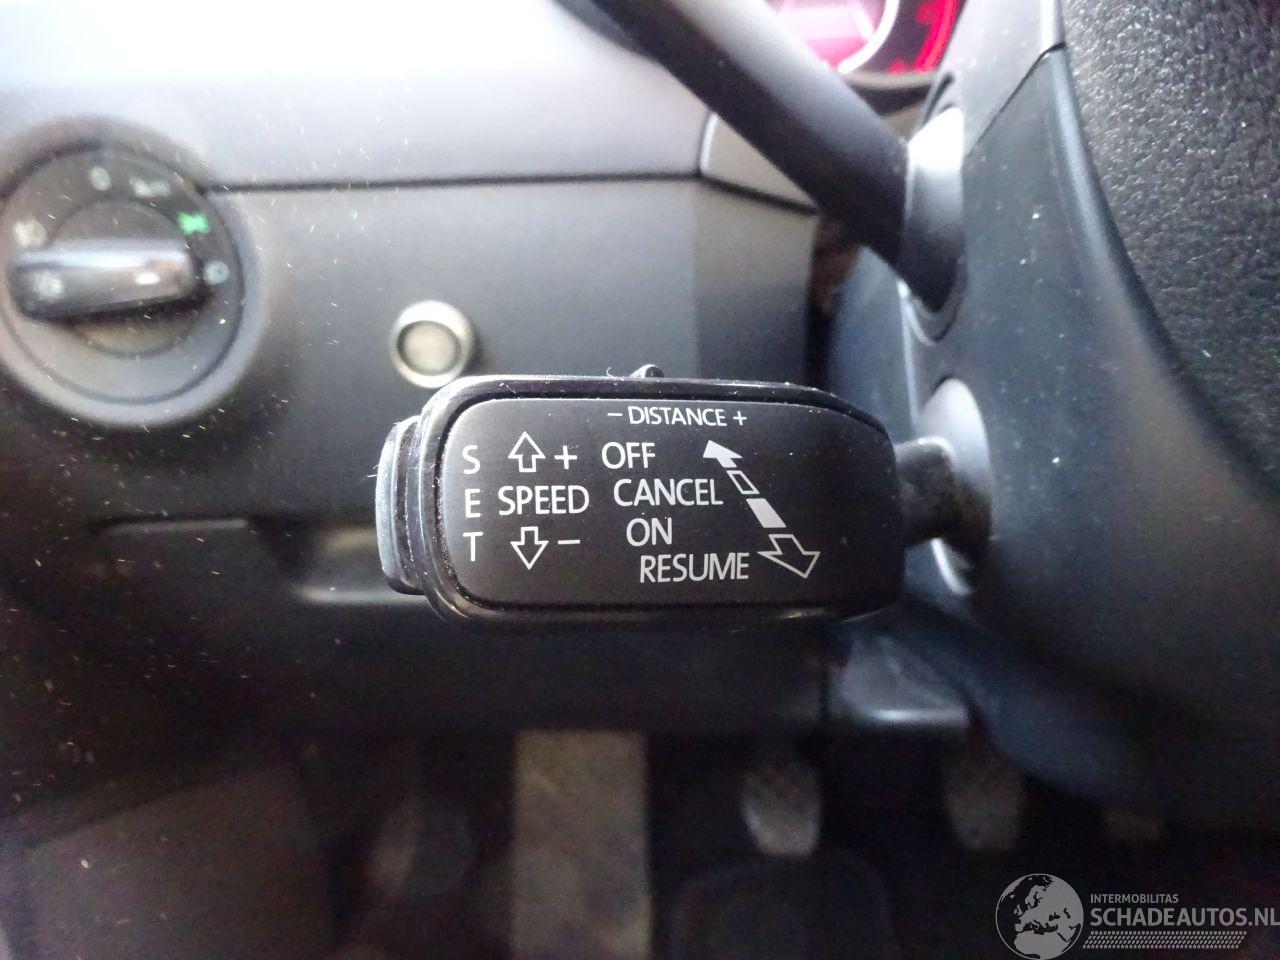 - DISTANCE +
S + OFF
E SPEED CANCEL
T - ON
RESUME
INTERMOBILITAS
SCHADEAUTOS.NL